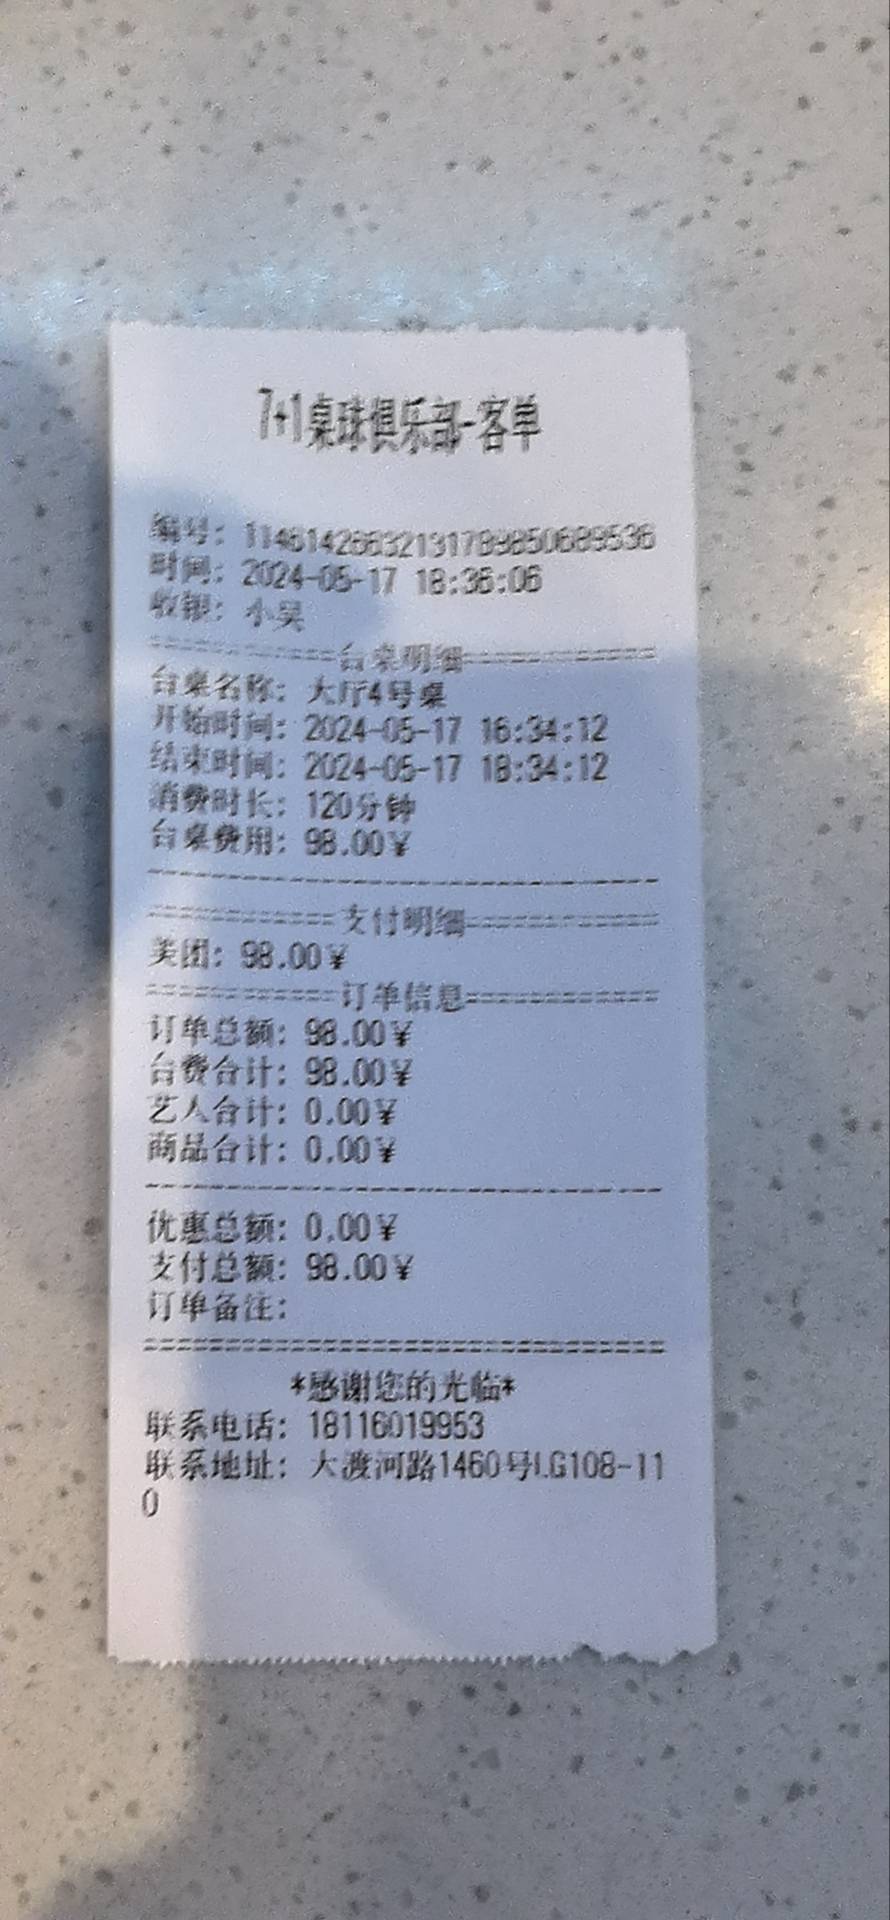 7+1桌球俱乐部-客单
编号：
时间：2024-05-17 18:36:06
收银：小吴
===========台桌明细===========
台桌名称：大厅4号桌
开始时间：2024-05-17 16:34:12
结束时间：2024-05-17 18:34:12
消费时长：120分钟
台桌费用：98.00¥
--------------------------------
===========支付明细===========
美团：98.00¥
===========订单信息===========
订单总额：98.00¥
台费合计：98.00¥
艺人合计：0.00¥
商品合计：0.00¥
--------------------------------
优惠总额：0.00¥
支付总额：98.00¥
订单备注：
================================
*感谢您的光临*
联系电话：18116019953
联系地址：大渡河路1460号LG108-11
0